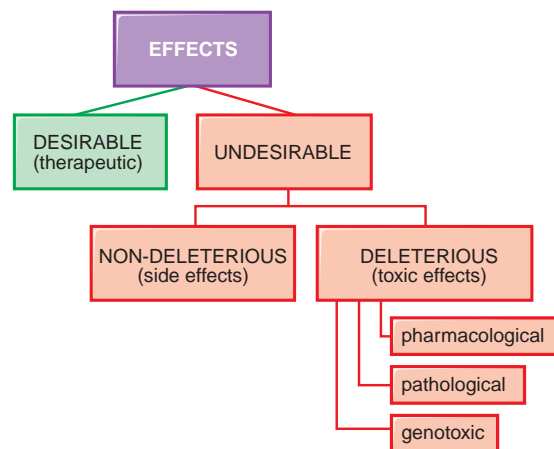 EFFECTS
DESIRABLE
(therapeutic)
UNDESIRABLE
NON-DELETERIOUS
(side effects)
DELETERIOUS
(toxic effects)
pharmacological
pathological
genotoxic